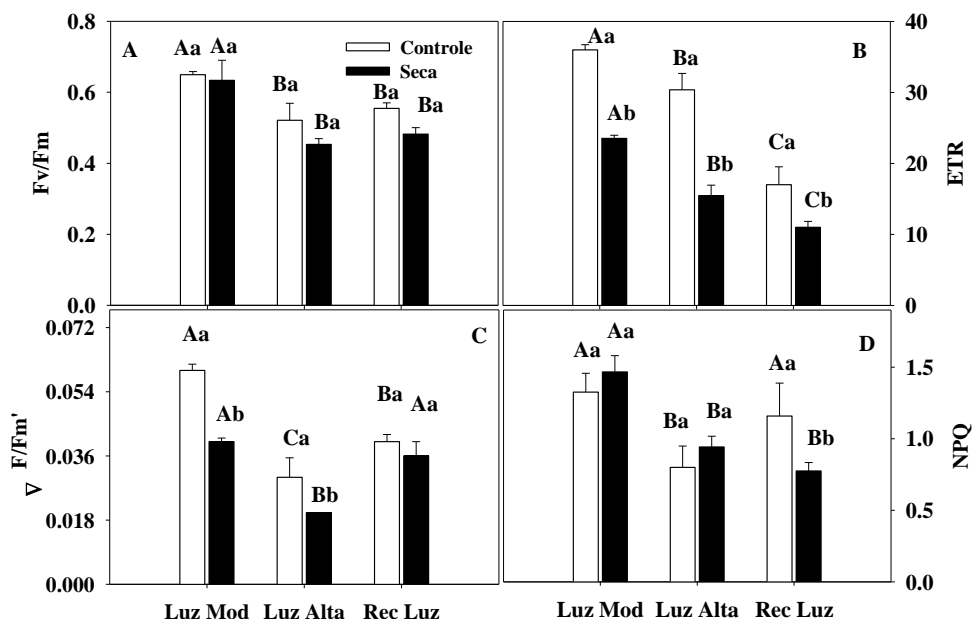 A
Controle
Seca
Aa Aa
Ba Ba
Ba Ba
0.8
0.6
0.4
0.2
0.0
Fv/Fm
B
Aa
Ab
Ba
Bb
Ca
Cb
40
30
20
10
0
ETR
C
Aa
Ab
Ca
Bb
Ba
Aa
0.072
0.054
0.036
0.018
0.000
∇ F/Fm'
Luz Mod Luz Alta Rec Luz
D
Aa
Aa
Ba
Ba
Aa
Bb
1.5
1.0
0.5
0.0
NPQ
Luz Mod Luz Alta Rec Luz